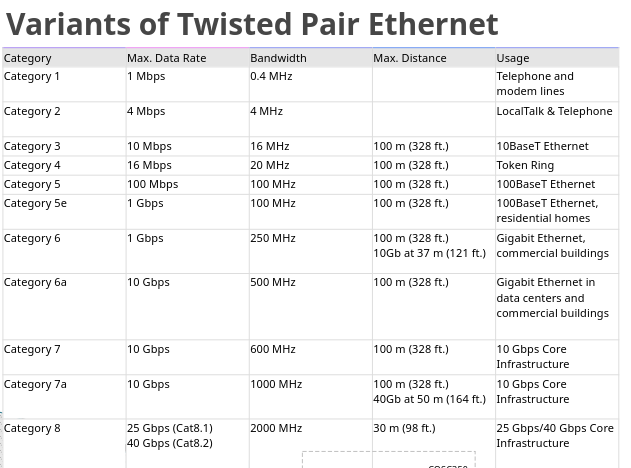 Variants of Twisted Pair Ethernet
Category Max. Data Rate Bandwidth Max. Distance Usage
Category 1 1 Mbps 0.4 MHz Telephone and
modem lines
Category 2 4 Mbps 4 MHz LocalTalk & Telephone
Category 3 10 Mbps 16 MHz 100 m (328 ft.) 10BaseT Ethernet
Category 4 16 Mbps 20 MHz 100 m (328 ft.) Token Ring
Category 5 100 Mbps 100 MHz 100 m (328 ft.) 100BaseT Ethernet
Category 5e 1 Gbps 100 MHz 100 m (328 ft.) 100BaseT Ethernet,
residential homes
Category 6 1 Gbps 250 MHz 100 m (328 ft.) Gigabit Ethernet,
10Gb at 37 m (121 ft.) commercial buildings
Category 6a 10 Gbps 500 MHz 100 m (328 ft.) Gigabit Ethernet in
data centers and
commercial buildings
Category 7 10 Gbps 600 MHz 100 m (328 ft.) 10 Gbps Core
Infrastructure
Category 7a 10 Gbps 1000 MHz 100 m (328 ft.) 10 Gbps Core
40Gb at 50 m (164 ft.) Infrastructure
Category 8 25 Gbps (Cat8.1) 2000 MHz 30 m (98 ft.) 25 Gbps/40 Gbps Core
40 Gbps (Cat8.2) Infrastructure